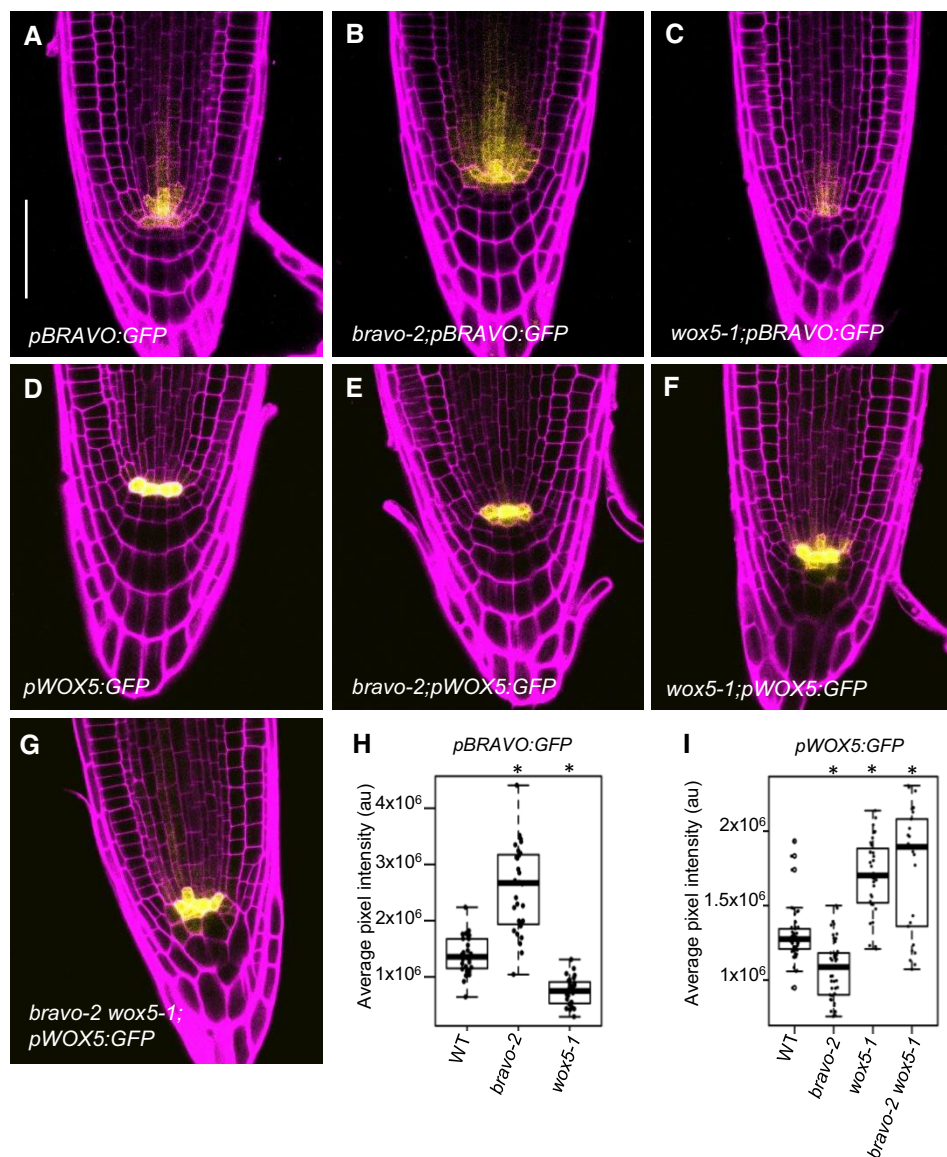 A
pBRAVO:GFP
B
bravo-2;pBRAVO:GFP
C
wox5-1;pBRAVO:GFP
D
pWOX5:GFP
E
bravo-2;pWOX5:GFP
F
wox5-1;pWOX5:GFP
G
bravo-2 wox5-1;
pWOX5:GFP
H
pBRAVO:GFP
* *
Average pixel intensity (au)
4x10⁶
3x10⁶
2x10⁶
1x10⁶
WT
bravo-2
wox5-1
I
pWOX5:GFP
* * *
Average pixel intensity (au)
2x10⁶
1.5x10⁶
1x10⁶
WT
bravo-2
wox5-1
bravo-2 wox5-1